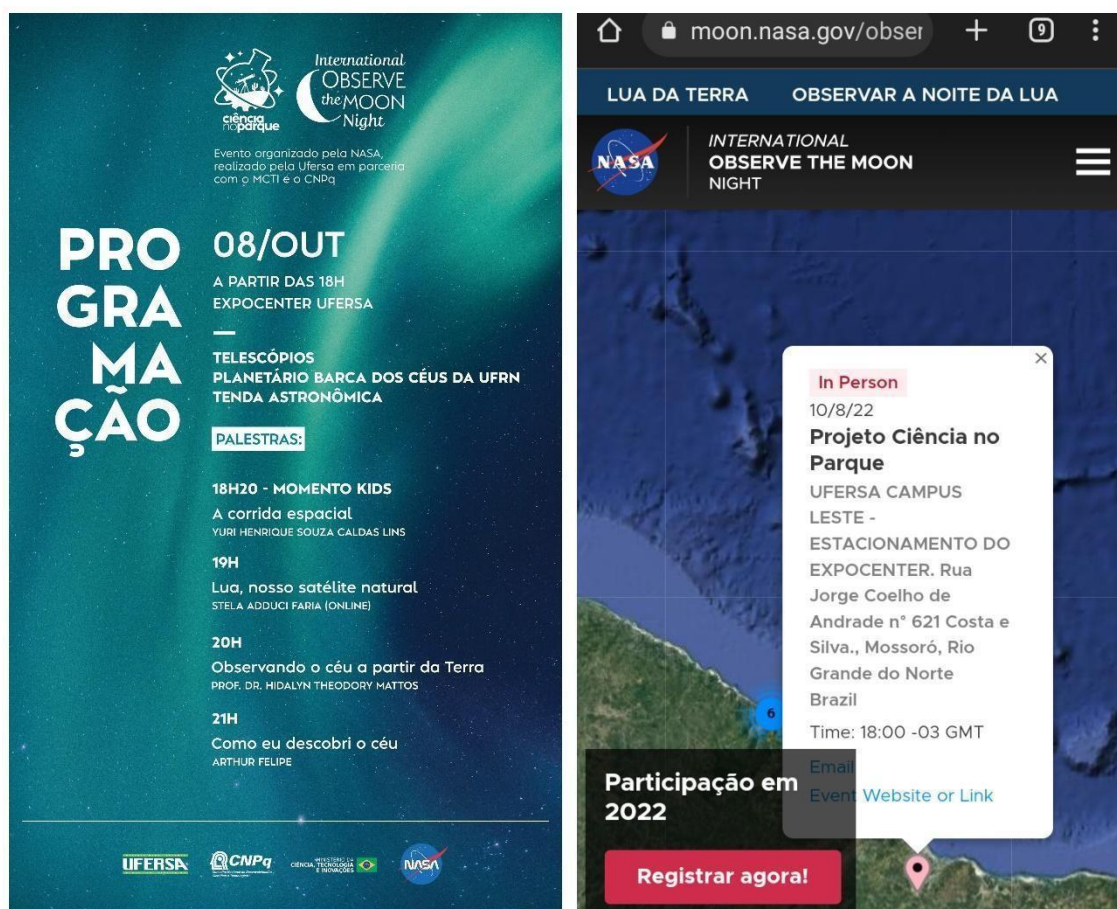 ciência
noparque
International
OBSERVE
the MOON
Night
Evento organizado pela NASA,
realizado pela Ufersa em parceria
com o MCTI e o CNPq
PRO
GRA
MA
ÇÃO
08/OUT
A PARTIR DAS 18H
EXPOCENTER UFERSA
TELESCÓPIOS
PLANETÁRIO BARCA DOS CÉUS DA UFRN
TENDA ASTRONÔMICA
PALESTRAS:
18H20 - MOMENTO KIDS
A corrida espacial
YURI HENRIQUE SOUZA CALDAS LINS
19H
Lua, nosso satélite natural
STELA ADDUCI FARIA (ONLINE)
20H
Observando o céu a partir da Terra
PROF. DR. HIDALYN THEODORY MATTOS
21H
Como eu descobri o céu
ARTHUR FELIPE
UFERSA
CNPq
MINISTÉRIO DA
CIÊNCIA, TECNOLOGIA
E INOVAÇÕES
NASA
moon.nasa.gov/obser
9
LUA DA TERRA OBSERVAR A NOITE DA LUA
NASA
INTERNATIONAL
OBSERVE THE MOON
NIGHT
In Person
10/8/22
Projeto Ciência no
Parque
UFERSA CAMPUS
LESTE -
ESTACIONAMENTO DO
EXPOCENTER. Rua
Jorge Coelho de
Andrade n° 621 Costa e
Silva., Mossoró, Rio
Grande do Norte
Brazil
Time: 18:00 -03 GMT
Email
Event Website or Link
6
Participação em
2022
Registrar agora!